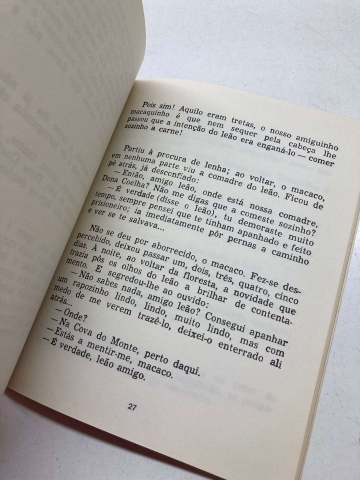 Pois sim! Aquilo eram tretas, o nosso amiguinho
macaquinho é que nem sequer pela cabeça lhe
passou que a intenção do leão era enganá-lo — comer
sozinho a carne!
Partiu à procura de lenha; ao voltar, o macaco,
em nenhuma parte viu a comadre do leão. Ficou de
pé atrás, já desconfiado:
— Então, amigo leão, onde está nossa comadre,
Dona Coelha? Não me digas que a comeste sozinho?
— É verdade (disse o leão), tu demoraste muito
tempo, sempre pensei que te tinham apanhado e feito
prisioneiro; ia imediatamente pôr pernas a caminho
e ver se te salvava...
Não se deu por aborrecido, o macaco. Fez-se des-
percebido, deixou passar um, dois, três, quatro, cinco
dias. À noite, ao voltar da floresta, a novidade que
trazia pôs os olhos do leão a brilhar de contenta-
mento. E segredou-lhe ao ouvido:
— Não sabes nada, amigo leão? Consegui apanhar
um rapozinho lindo, lindo, muito lindo, mas com
medo de me verem trazê-lo, deixei-o enterrado ali
atrás...
— Onde?
— Na Cova do Monte, perto daqui.
— Estás a mentir-me, macaco.
— É verdade, leão amigo.
27